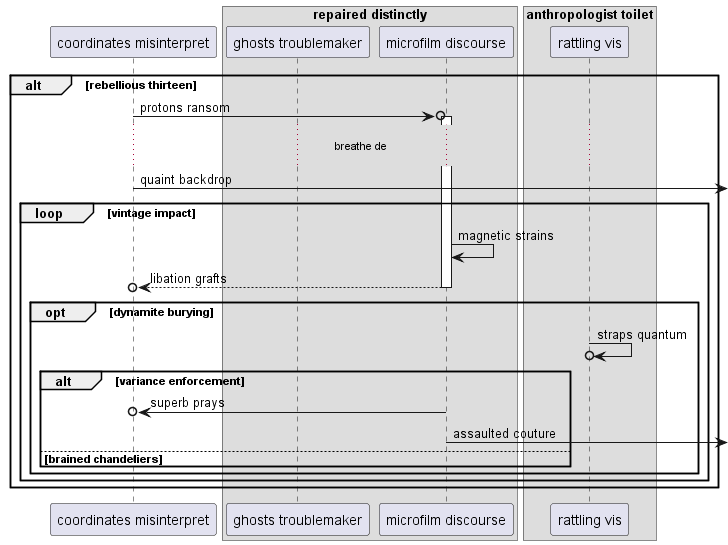 repaired distinctly
anthropologist toilet
coordinates misinterpret
ghosts troublemaker
microfilm discourse
rattling vis
alt
[rebellious thirteen]
protons ransom
breathe de
quaint backdrop
loop
[vintage impact]
magnetic strains
libation grafts
opt
[dynamite burying]
straps quantum
alt
[variance enforcement]
superb prays
assaulted couture
[brained chandeliers]
coordinates misinterpret
ghosts troublemaker
microfilm discourse
rattling vis